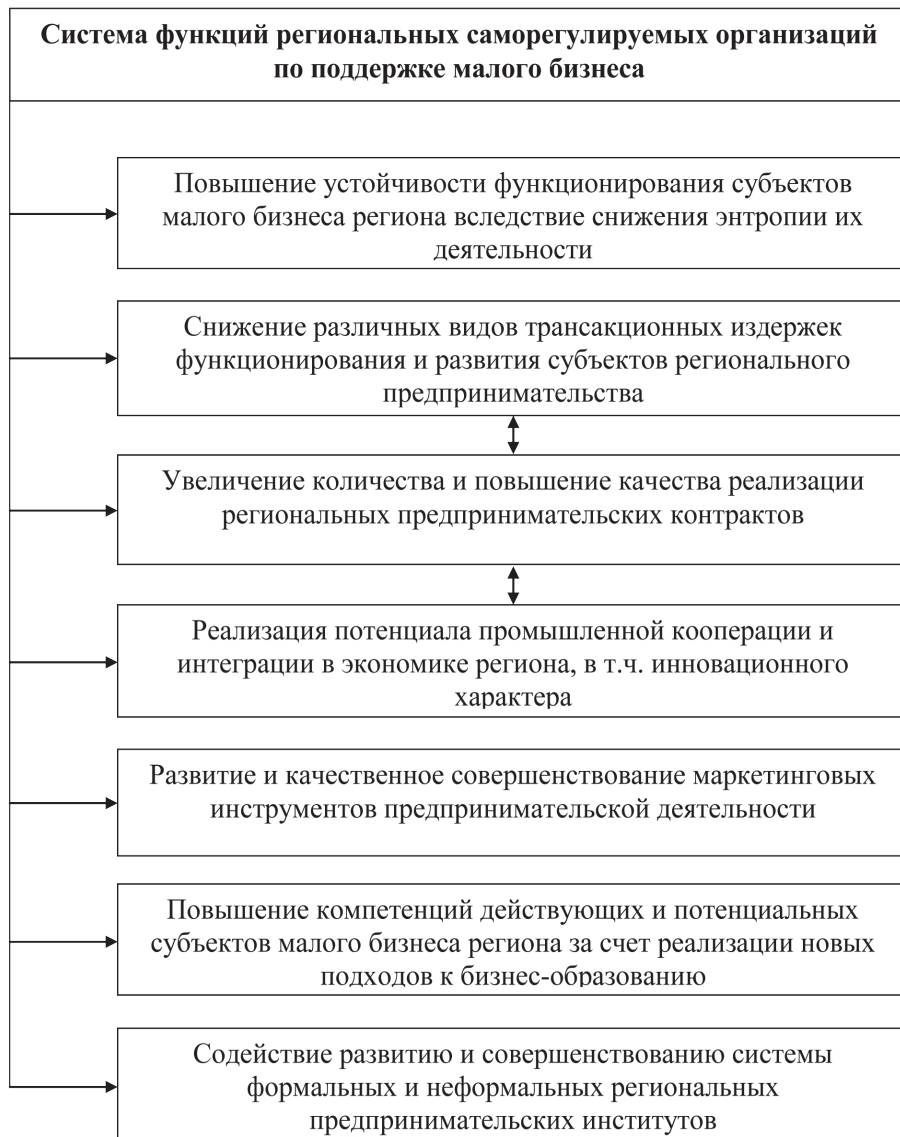 Система функций региональных саморегулируемых организаций
по поддержке малого бизнеса
Повышение устойчивости функционирования субъектов
малого бизнеса региона вследствие снижения энтропии их
деятельности
Снижение различных видов трансакционных издержек
функционирования и развития субъектов регионального
предпринимательства
Увеличение количества и повышение качества реализации
региональных предпринимательских контрактов
Реализация потенциала промышленной кооперации и
интеграции в экономике региона, в т.ч. инновационного
характера
Развитие и качественное совершенствование маркетинговых
инструментов предпринимательской деятельности
Повышение компетенций действующих и потенциальных
субъектов малого бизнеса региона за счет реализации новых
подходов к бизнес-образованию
Содействие развитию и совершенствованию системы
формальных и неформальных региональных
предпринимательских институтов